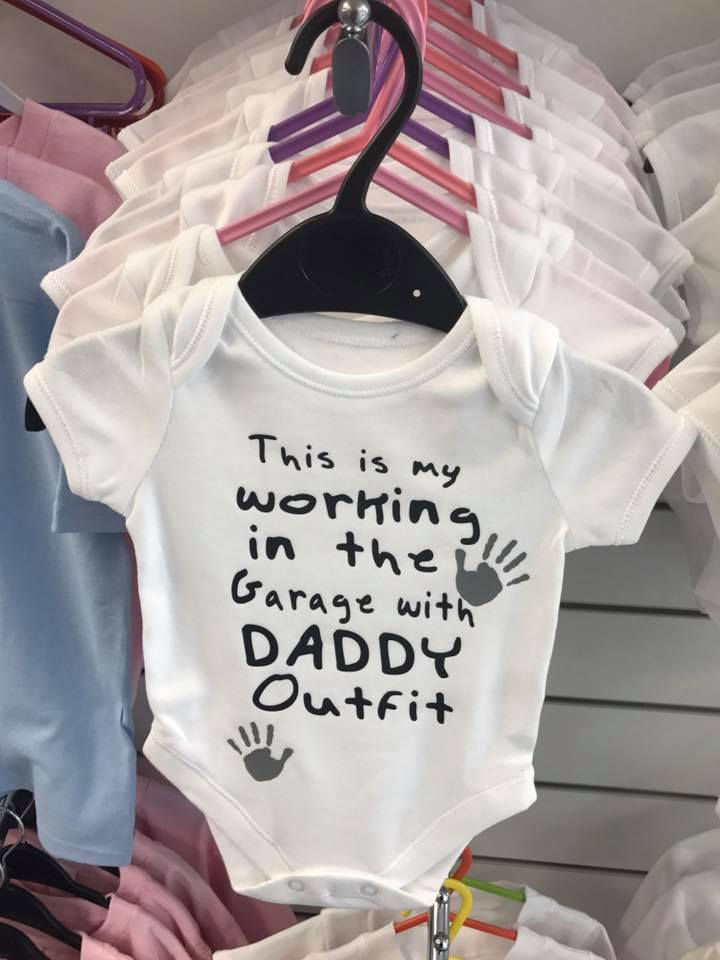 This is my
working
in the
Garage with
DADDY
Outfit